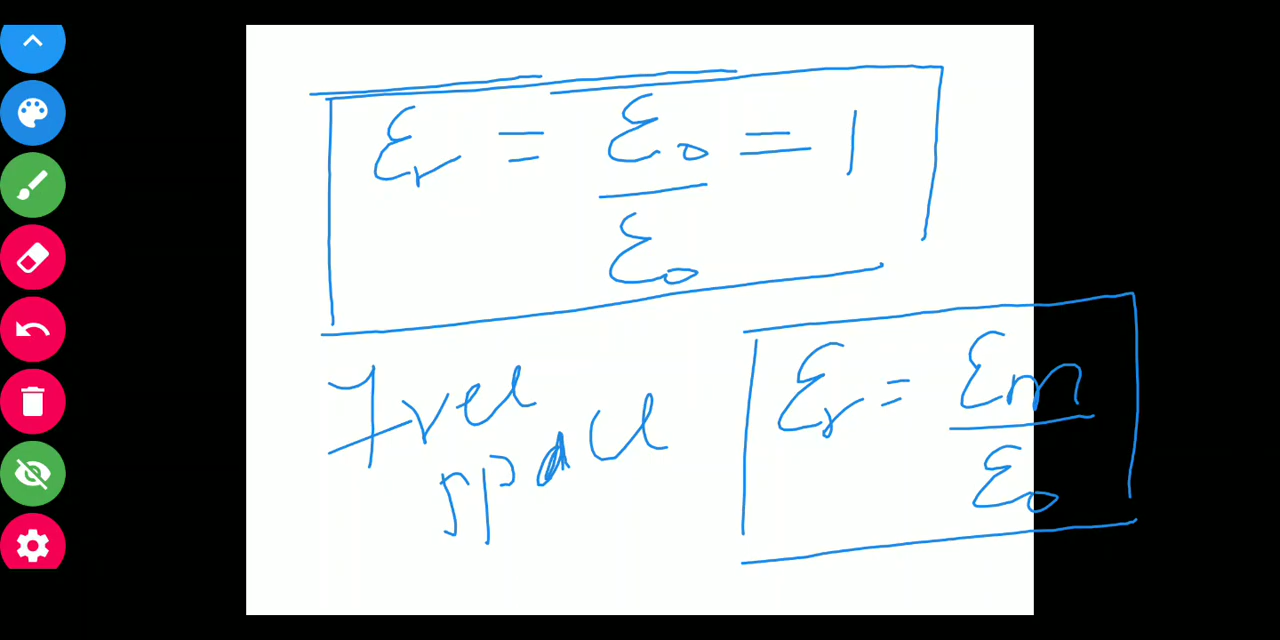 εr = ε0/ε0 = 1
Free
space
εr = εm/ε0